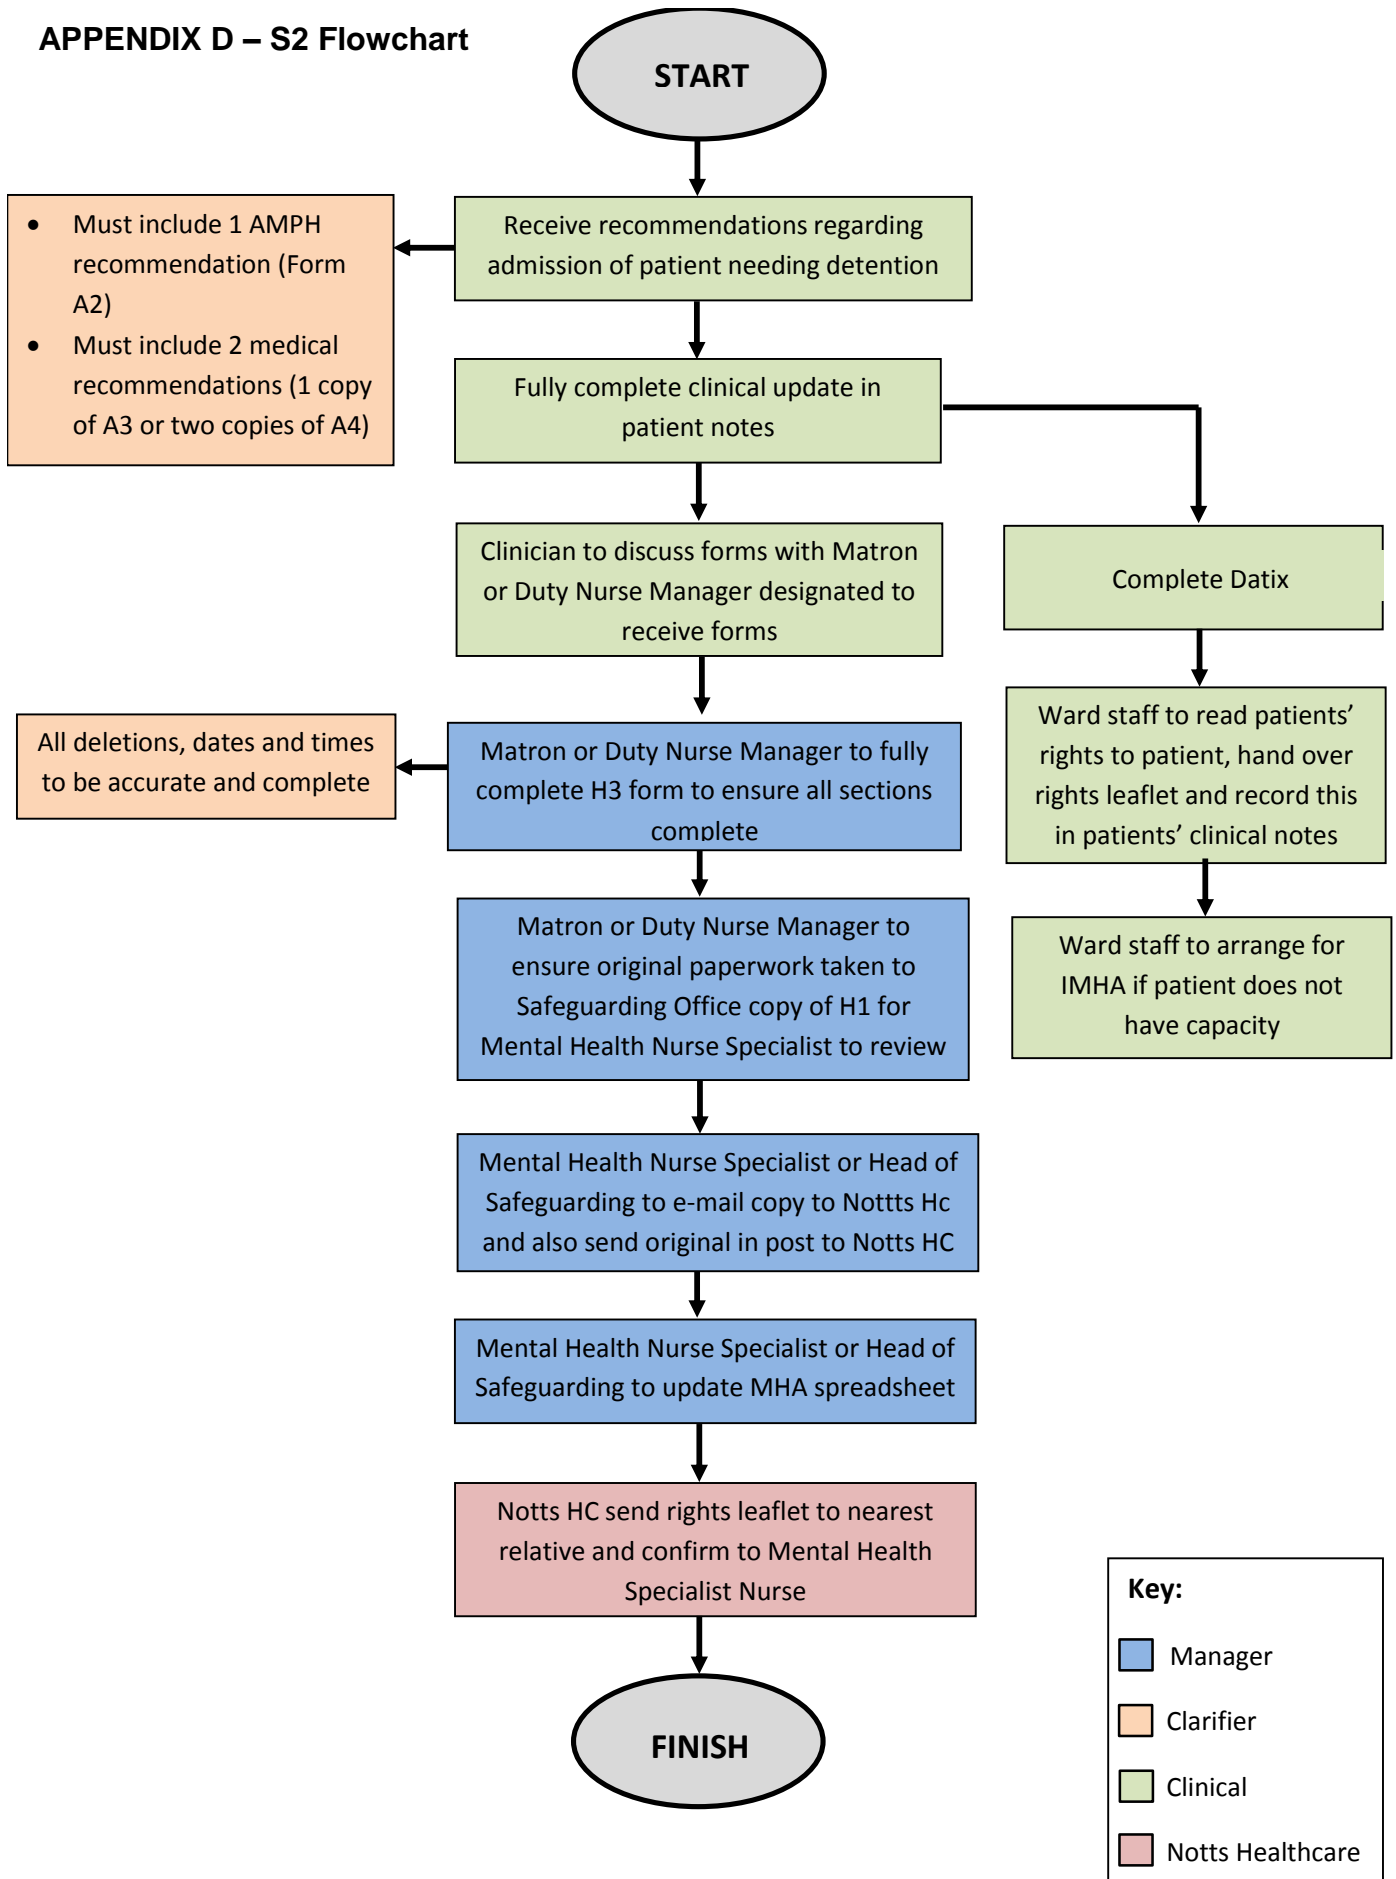 APPENDIX D – S2 Flowchart
START
• Must include 1 AMPH
recommendation (Form
A2)
• Must include 2 medical
recommendations (1 copy
of A3 or two copies of A4)
Receive recommendations regarding
admission of patient needing detention
Fully complete clinical update in
patient notes
Clinician to discuss forms with Matron
or Duty Nurse Manager designated to
receive forms
Complete Datix
All deletions, dates and times
to be accurate and complete
Matron or Duty Nurse Manager to fully
complete H3 form to ensure all sections
complete
Ward staff to read patients’
rights to patient, hand over
rights leaflet and record this
in patients’ clinical notes
Matron or Duty Nurse Manager to
ensure original paperwork taken to
Safeguarding Office copy of H1 for
Mental Health Nurse Specialist to review
Ward staff to arrange for
IMHA if patient does not
have capacity
Mental Health Nurse Specialist or Head of
Safeguarding to e-mail copy to Nottts Hc
and also send original in post to Notts HC
Mental Health Nurse Specialist or Head of
Safeguarding to update MHA spreadsheet
Notts HC send rights leaflet to nearest
relative and confirm to Mental Health
Specialist Nurse
FINISH
Key:
Manager
Clarifier
Clinical
Notts Healthcare